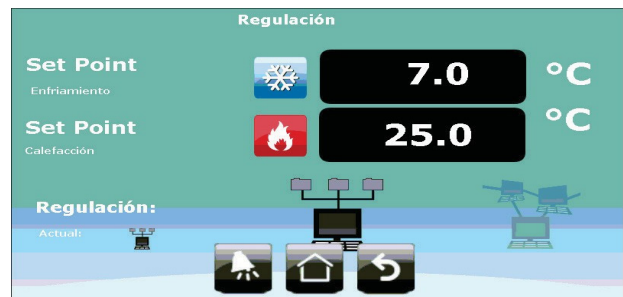 Regulación
Set Point
Enfriamiento
7.0 °C
Set Point
Calefacción
25.0 °C
Regulación:
Actual: